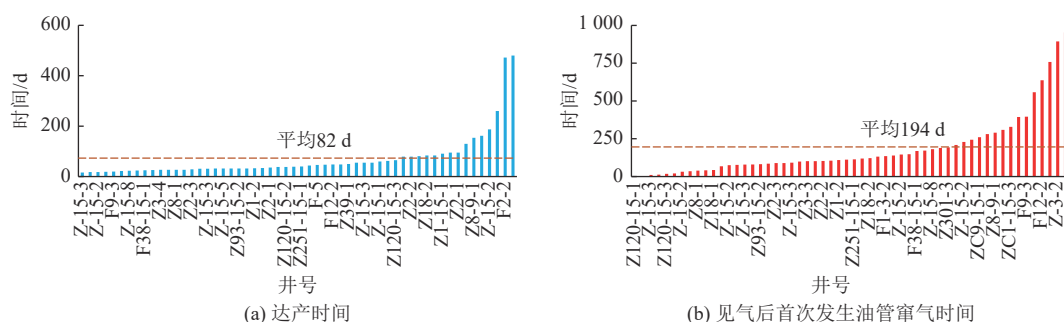 600
400
200
0
时间/d
平均82 d
Z-15-3
Z-15-2
F9-3
Z-15-8
F38-15-1
Z3-4
Z8-1
Z2-3
Z-15-3
Z-15-5
Z93-15-2
Z1-2
Z2-1
Z120-15-2
Z251-15-1
F-5
F12-2
Z39-1
Z-15-3
Z-15-1
Z120-15-3
Z2-2
Z18-2
Z1-15-1
Z2-1
Z8-9-1
Z-15-2
F2-2
井号
(a) 达产时间
1 000
750
500
250
0
时间/d
平均194 d
Z120-15-1
Z-15-3
Z120-15-3
Z-15-2
Z8-1
Z18-1
Z-15-2
Z-15-3
Z93-15-2
Z2-3
Z-15-3
Z3-3
Z2-2
Z1-2
Z251-15-1
Z18-2
F1-3-2
Z-15-2
F38-15-1
Z-15-8
Z301-3
Z-15-2
ZC9-15-1
Z8-9-1
ZC1-15-3
F9-3
F12-2
Z-3-2
井号
(b) 见气后首次发生油管窜气时间